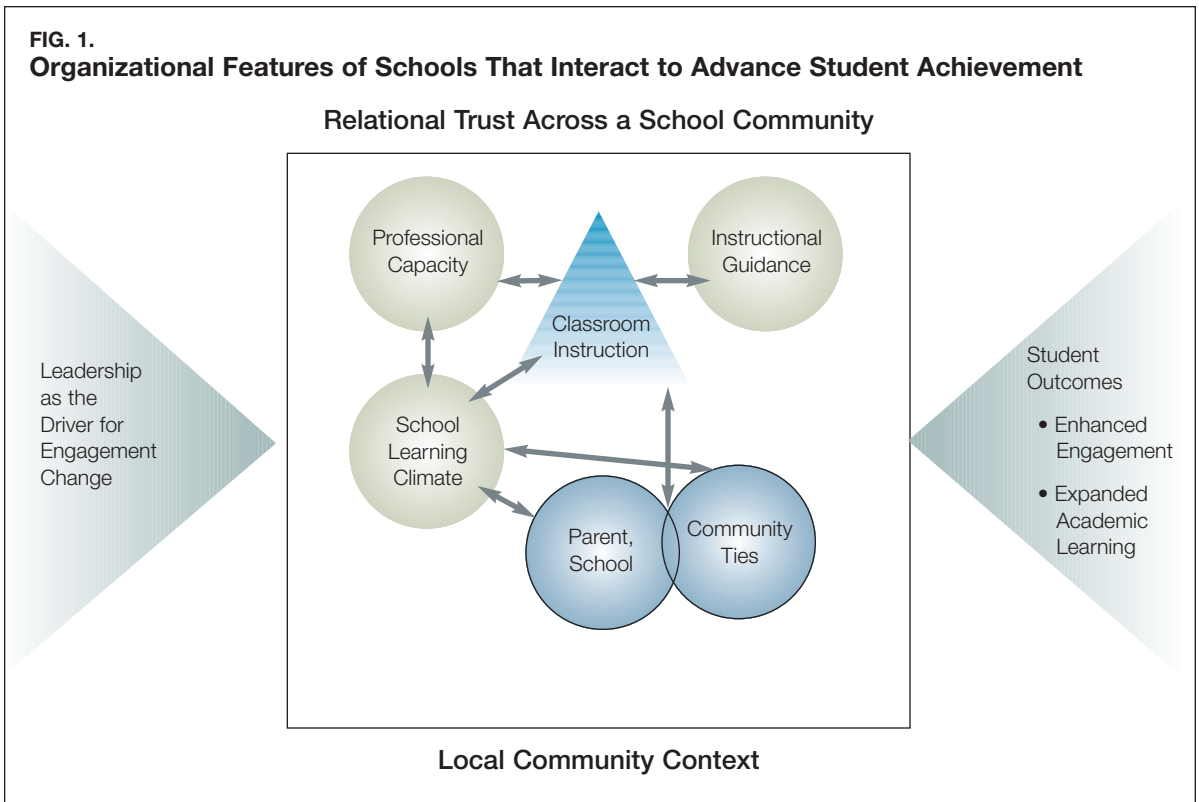 FIG. 1.
Organizational Features of Schools That Interact to Advance Student Achievement
Relational Trust Across a School Community
Professional
Capacity
Instructional
Guidance
Classroom
Instruction
Leadership
as the
Driver for
Engagement
Change
School
Learning
Climate
Parent,
School
Community
Ties
Student
Outcomes
• Enhanced
Engagement
• Expanded
Academic
Learning
Local Community Context